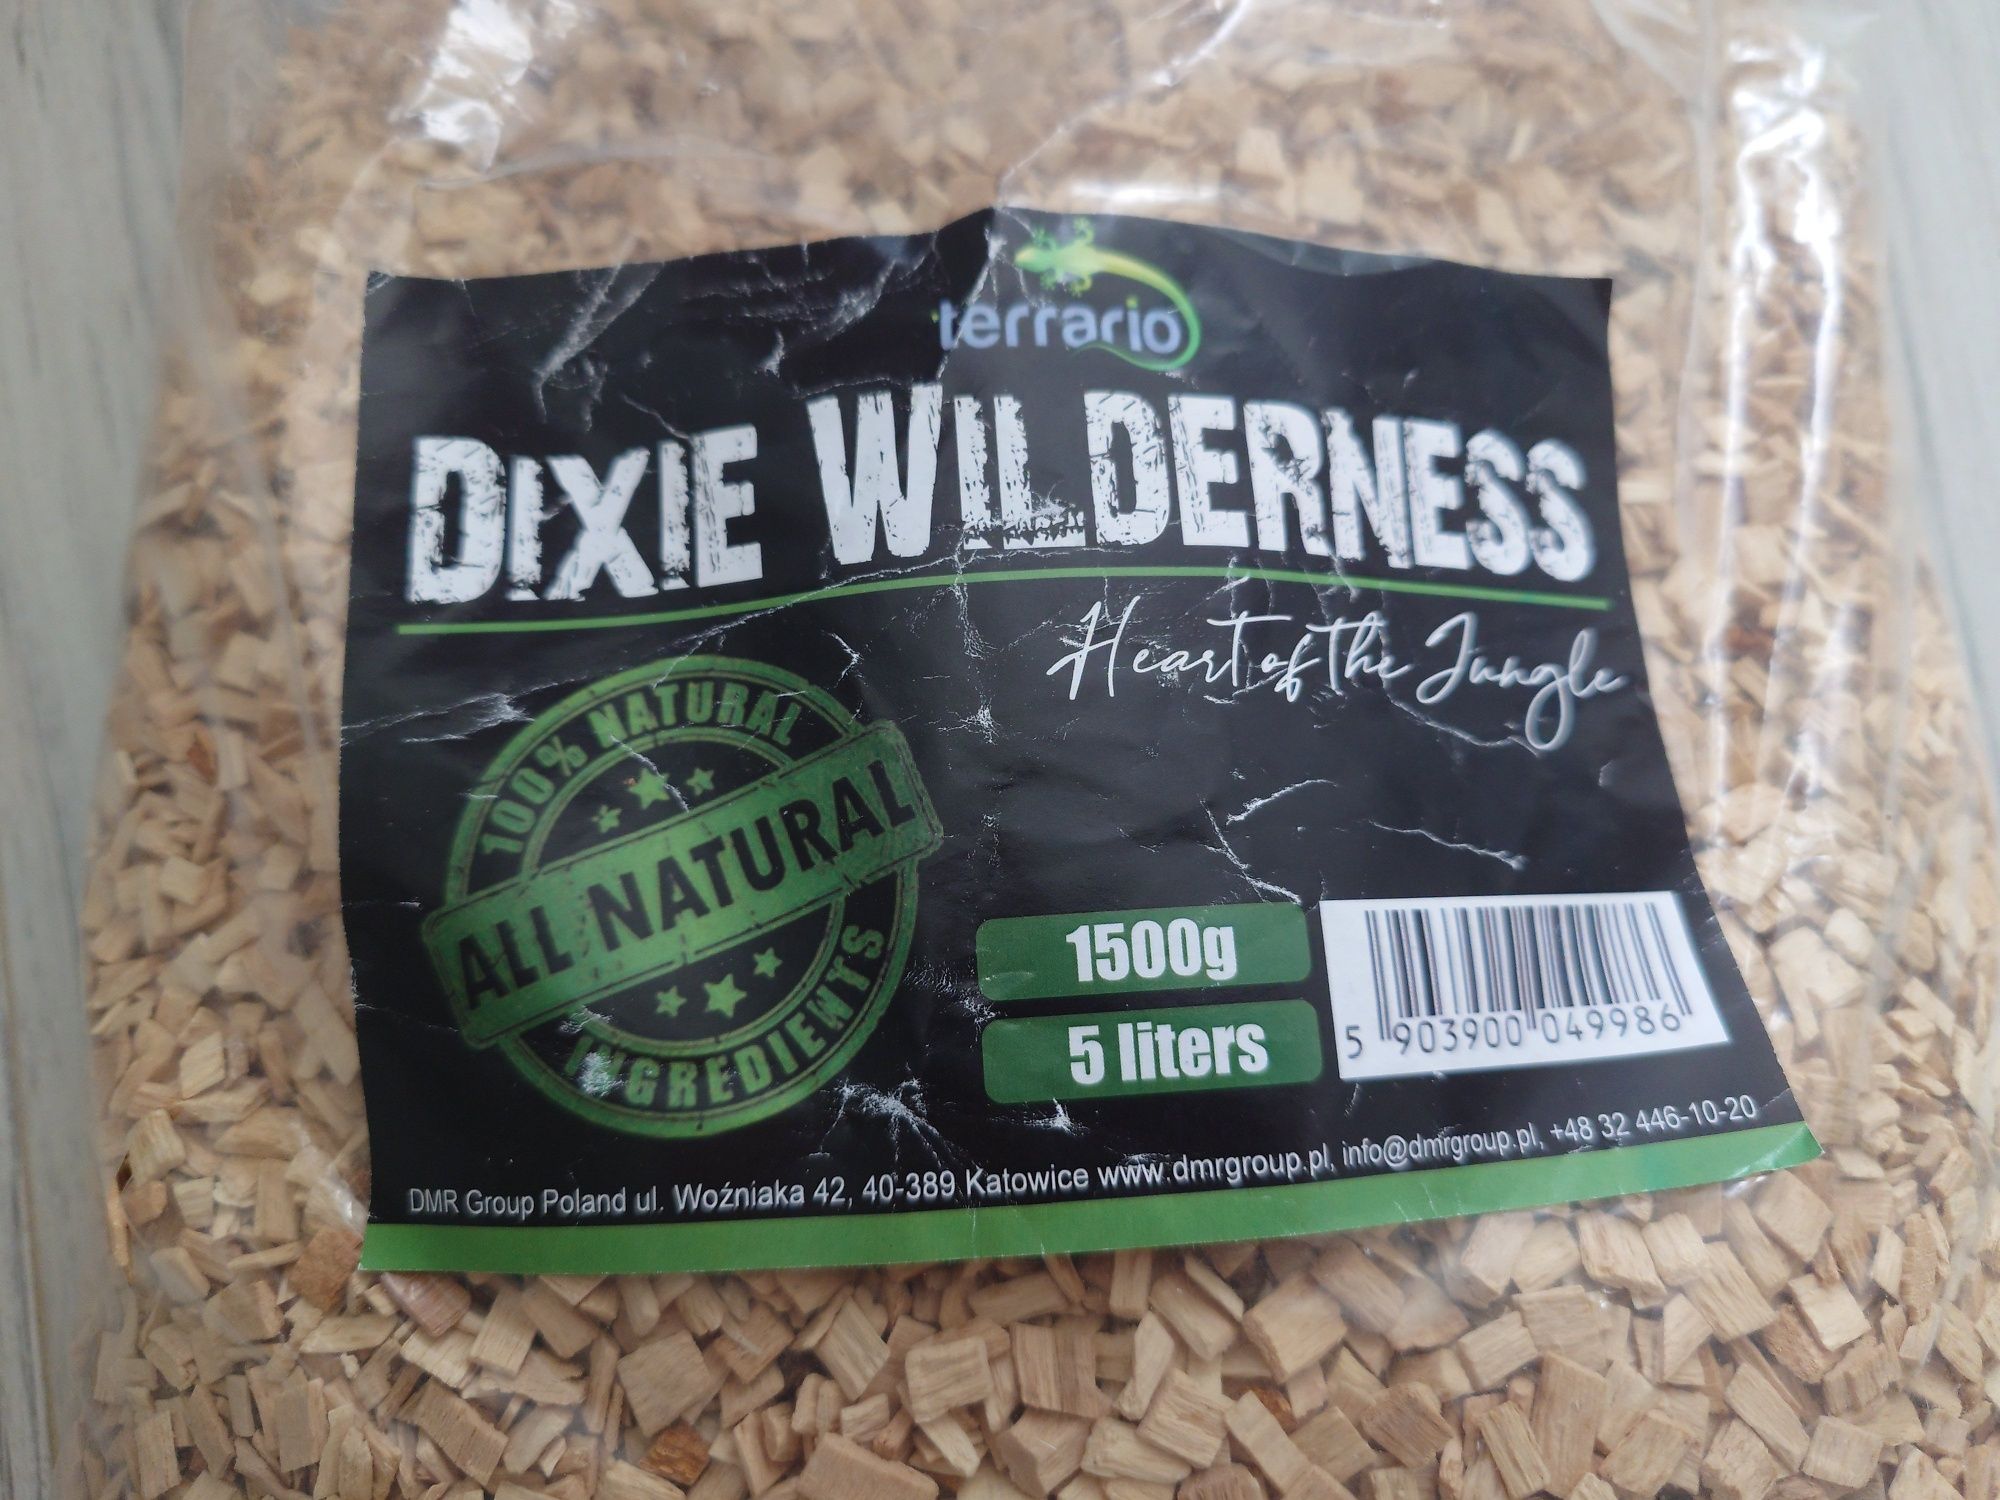 terrario
DIXIE WILDERNESS
Heart of the Jungle
100% NATURAL
ALL NATURAL
INGREDIENTS
1500g
5 liters
5 903900 049986
DMR Group Poland ul. Woźniaka 42, 40-389 Katowice www.dmrgroup.pl, info@dmrgroup.pl, +48 32 446-10-20